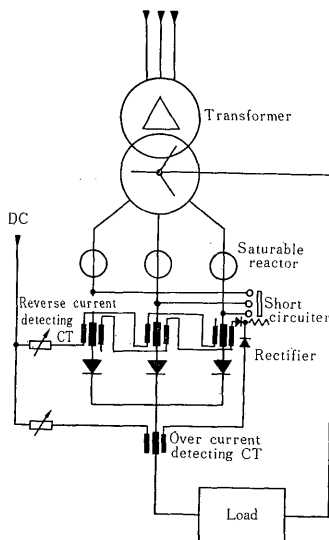 Transformer
DC
Saturable
reactor
Reverse current
detecting
CT
Short
circuiter
Rectifier
Over current
detecting CT
Load